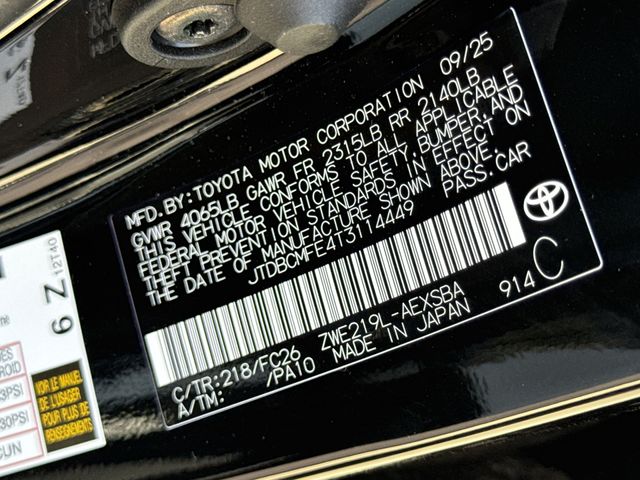 MFD. BY: TOYOTA MOTOR CORPORATION 09/25
GVWR 4065LB GAWR FR 2315LB RR 2140LB
THIS VEHICLE CONFORMS TO ALL APPLICABLE
FEDERAL MOTOR VEHICLE SAFETY, BUMPER, AND
THEFT PREVENTION STANDARDS IN EFFECT ON
THE DATE OF MANUFACTURE SHOWN ABOVE.
JTDBCMFE4T3114449 PASS. CAR
C/TR:218/FC26 ZWE219L-AEXSBA 914 C
A/TM: /PA10 MADE IN JAPAN
6 Z 12T40
VOIR LE MANUEL
DE L'USAGER
POUR PLUS DE
RENSEIGNEMENTS
30PSI